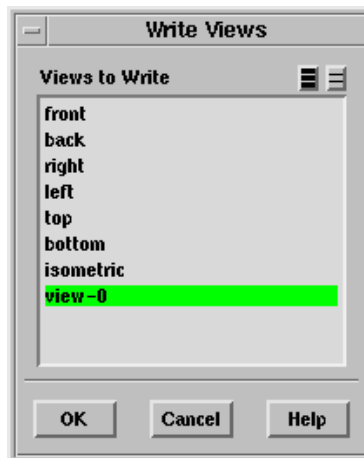 Write Views
Views to Write
front
back
right
left
top
bottom
isometric
view-0
OK
Cancel
Help